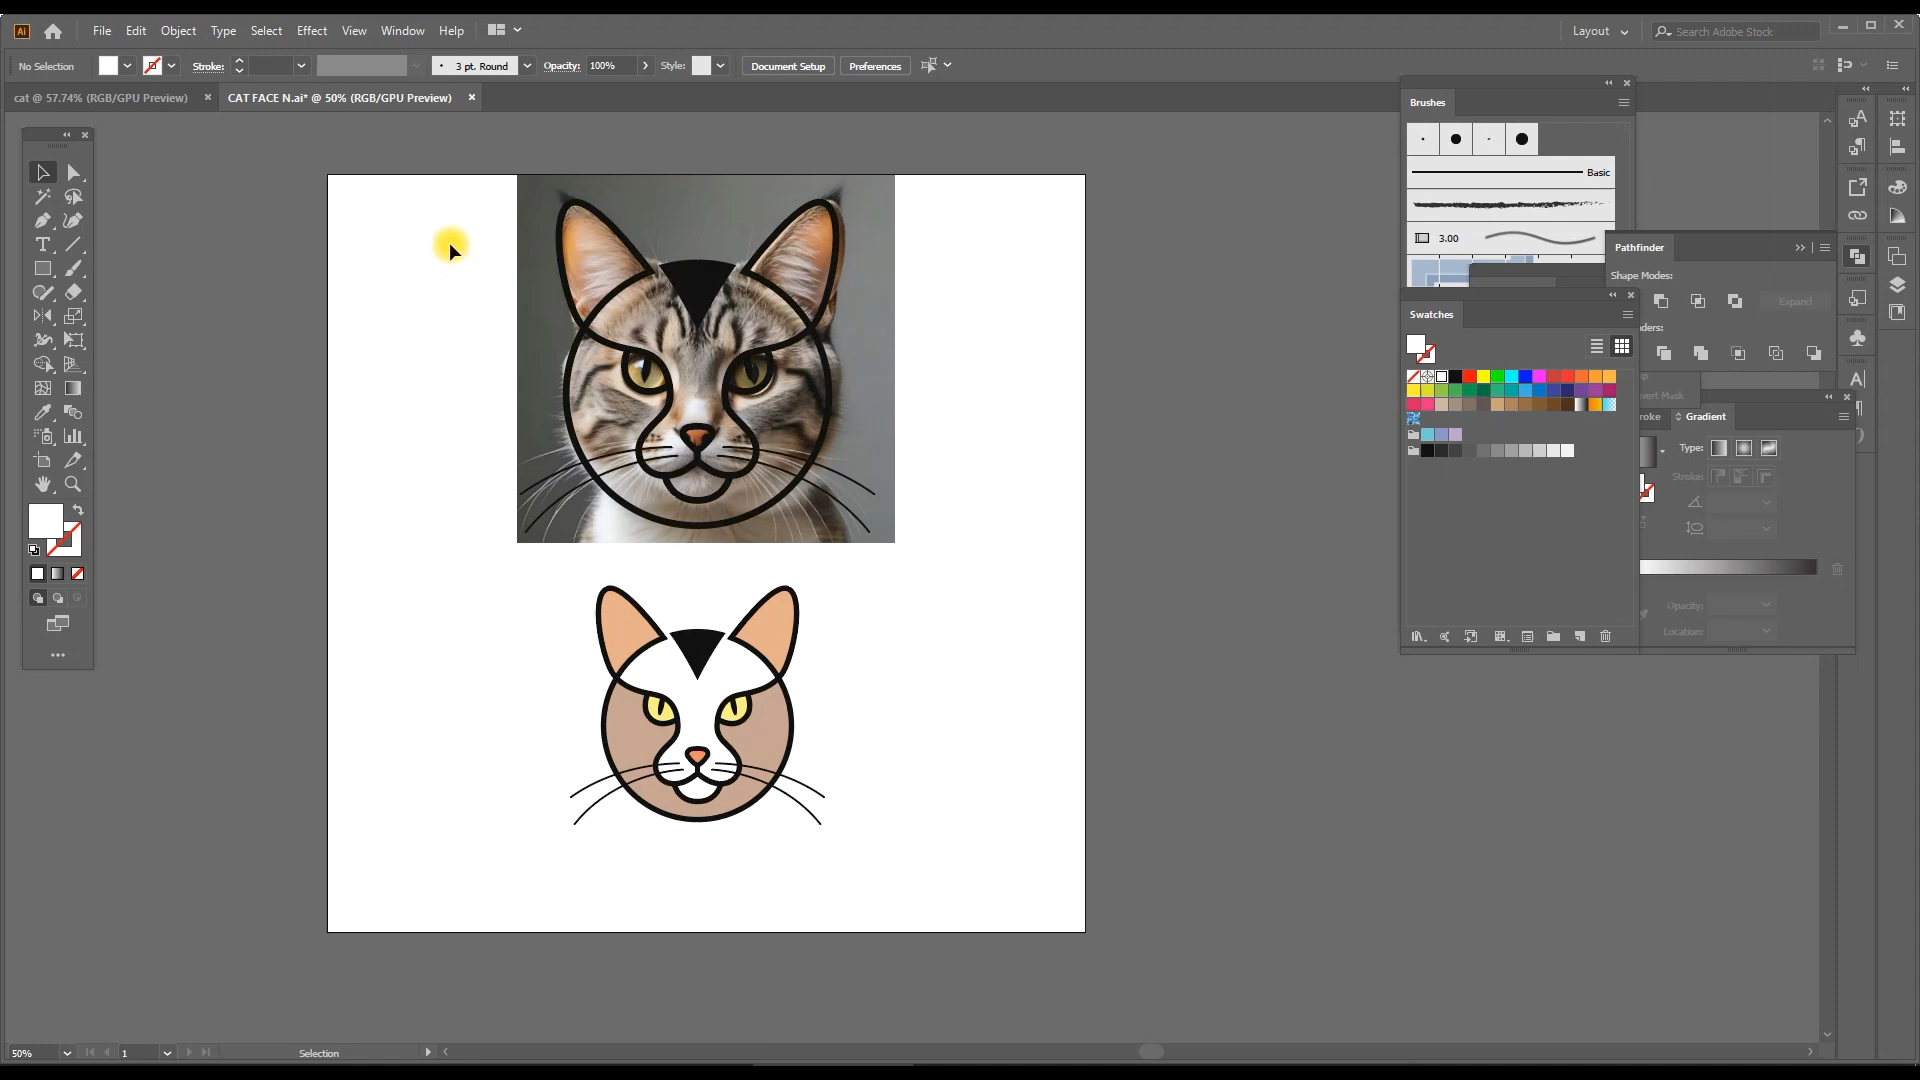 Ai File Edit Object Select Effect View Window Help Layout Search Adobe Stock
No Selection Stroke: 3 pt. Round Opacity: 100% Style: Document Setup Preferences
cat @ 57.74% (RGB/GPU Preview) CAT FACE N.ai* @ 50% (RGB/GPU Preview)
Brushes
Basic
3.00
Pathfinder
Shape Modes:
Expand
Swatches
Gradient
Type:
Stroke:
Opacity:
Location:
50% 1 Selection